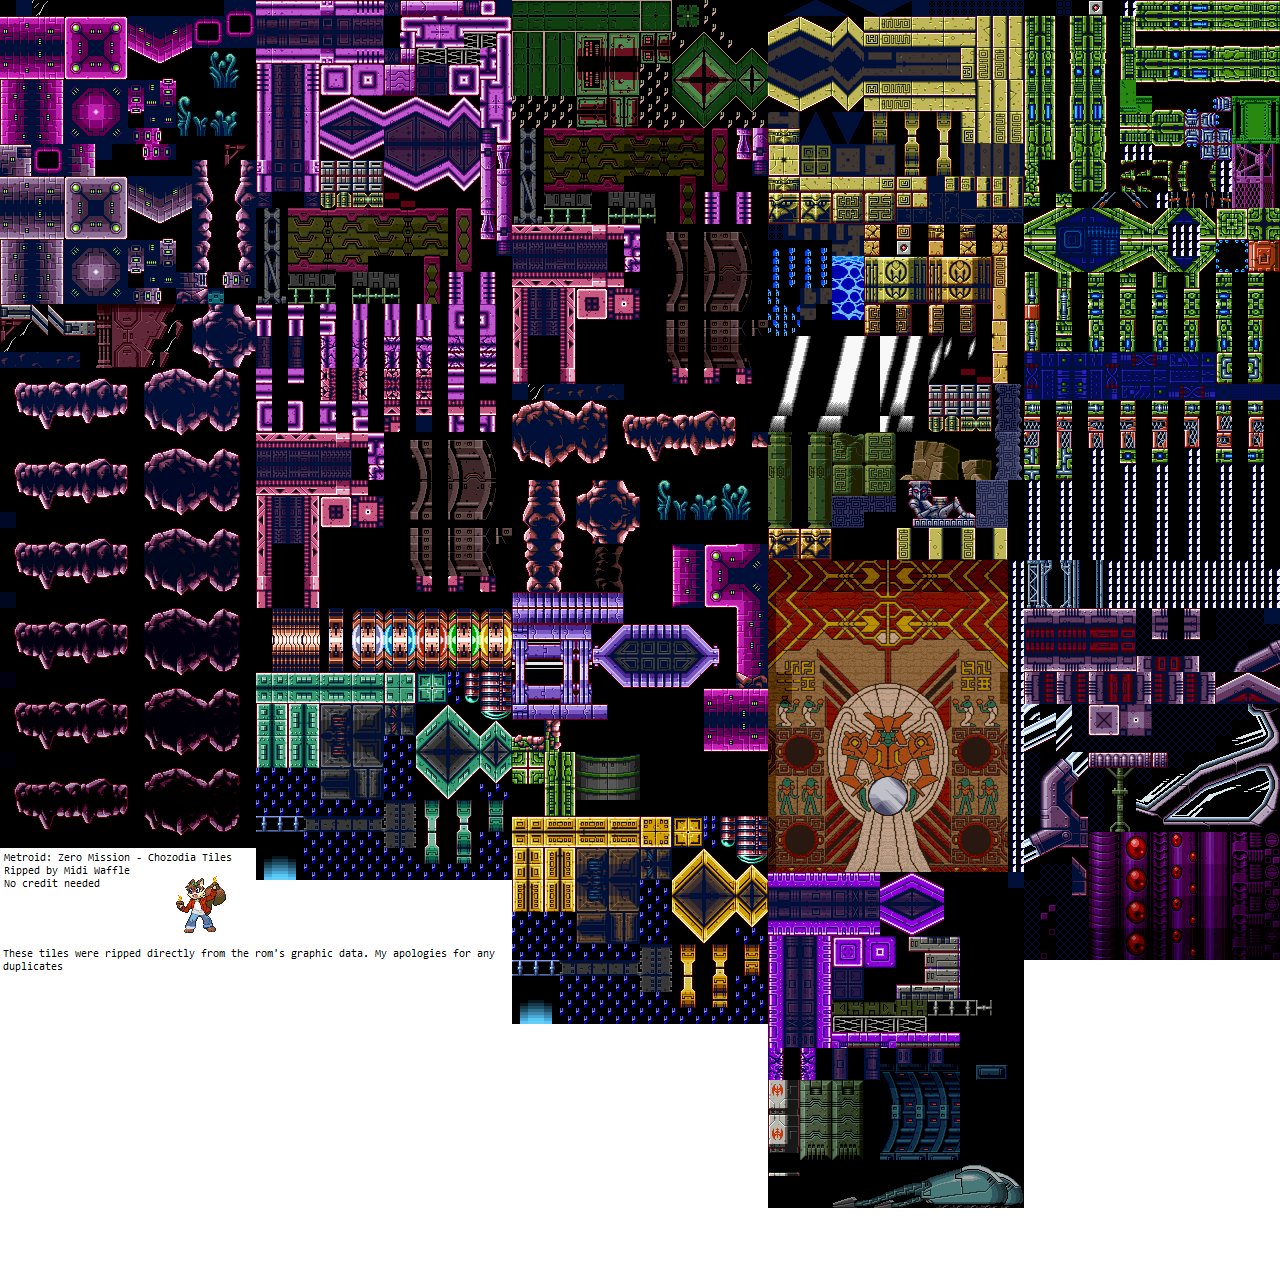 Metroid: Zero Mission - Chozodia Tiles
Ripped by Midi Waffle
No credit needed
These tiles were ripped directly from the rom's graphic data. My apologies for any
duplicates